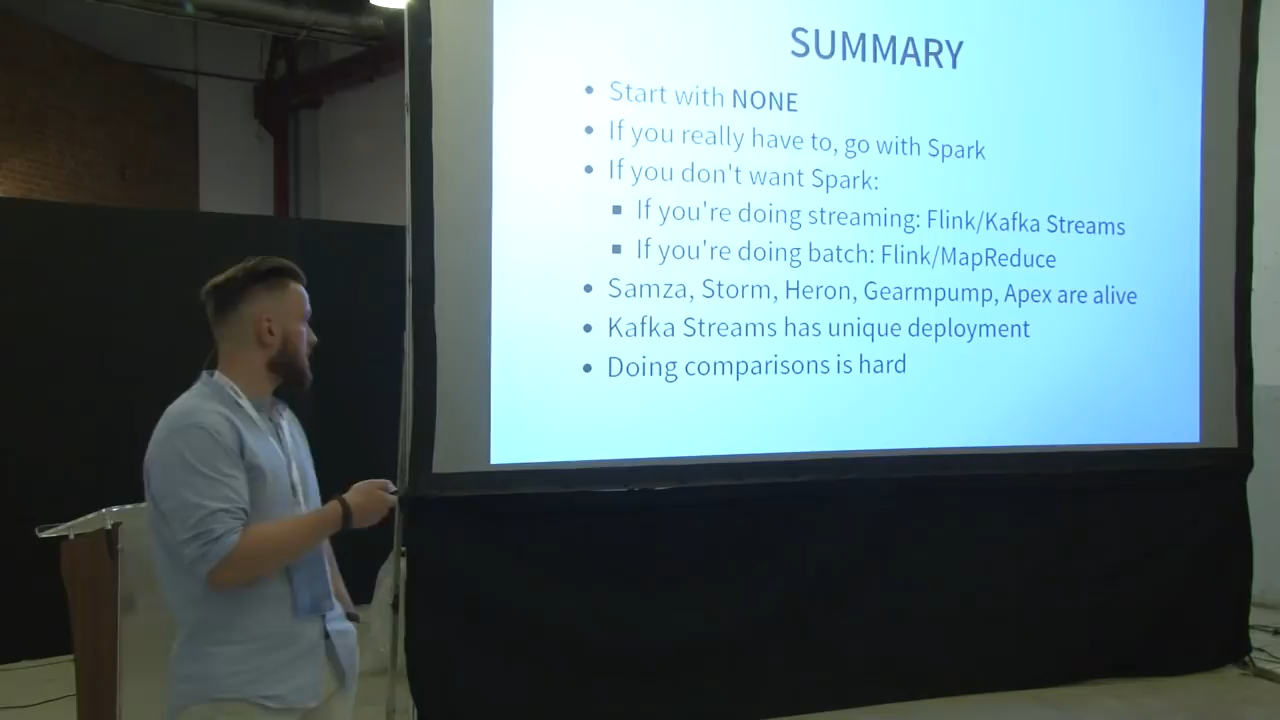 SUMMARY
• Start with NONE
• If you really have to, go with Spark
• If you don't want Spark:
▪ If you're doing streaming: Flink/Kafka Streams
▪ If you're doing batch: Flink/MapReduce
• Samza, Storm, Heron, Gearmpump, Apex are alive
• Kafka Streams has unique deployment
• Doing comparisons is hard